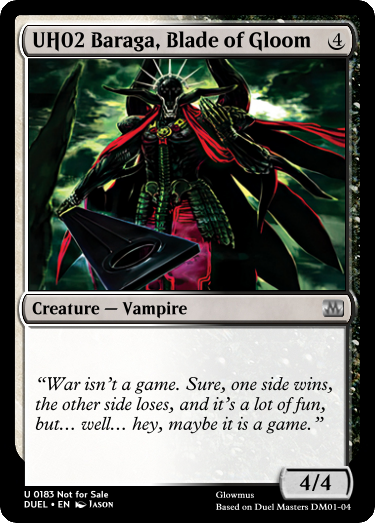 UH02 Baraga, Blade of Gloom 4
Creature — Vampire
“War isn’t a game. Sure, one side wins,
the other side loses, and it’s a lot of fun,
but… well… hey, maybe it is a game.”
4/4
U 0183 Not for Sale
DUEL • EN Jason
Glowmus
Based on Duel Masters DM01-04